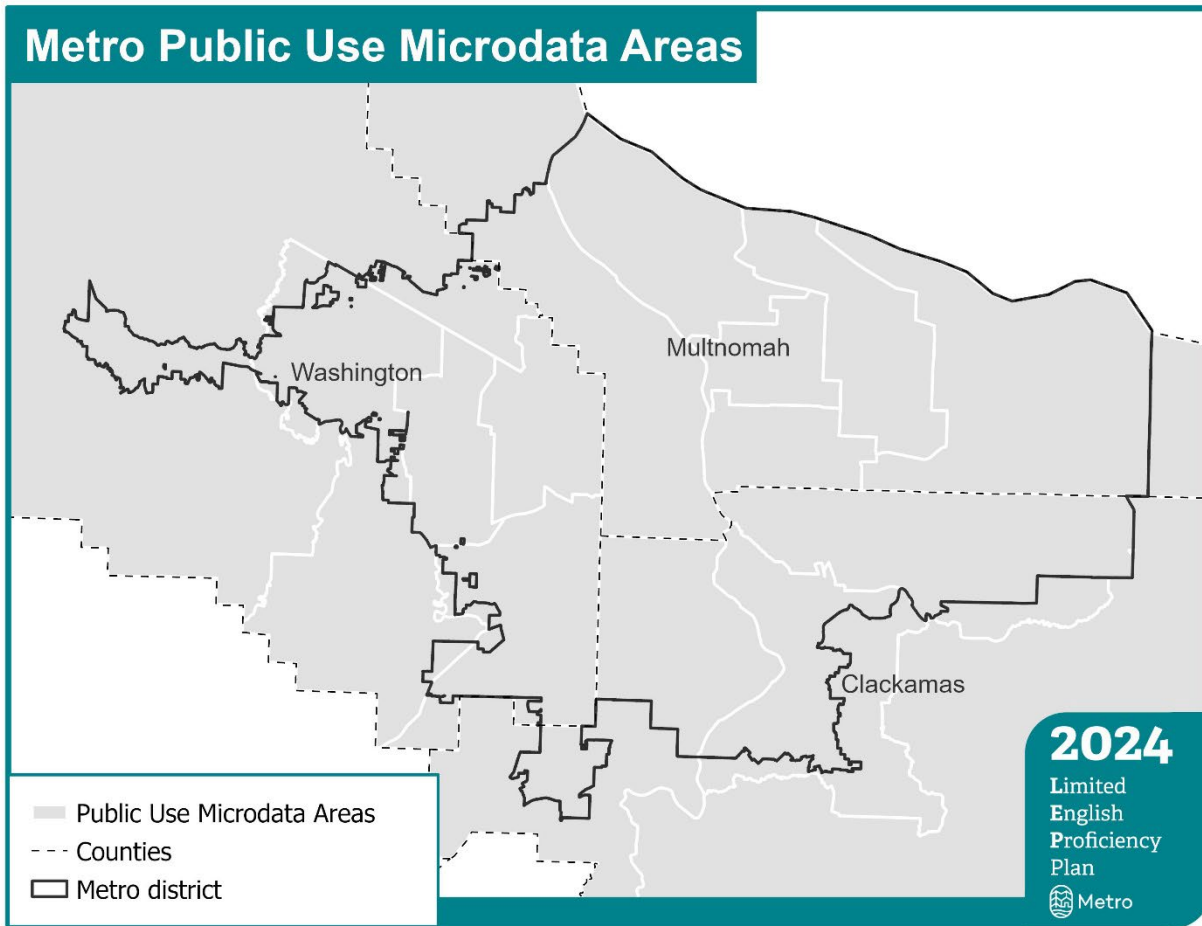 Metro Public Use Microdata Areas
Multnomah
Washington
Clackamas
Public Use Microdata Areas
Counties
Metro district
2024
Limited
English
Proficiency
Plan
Metro